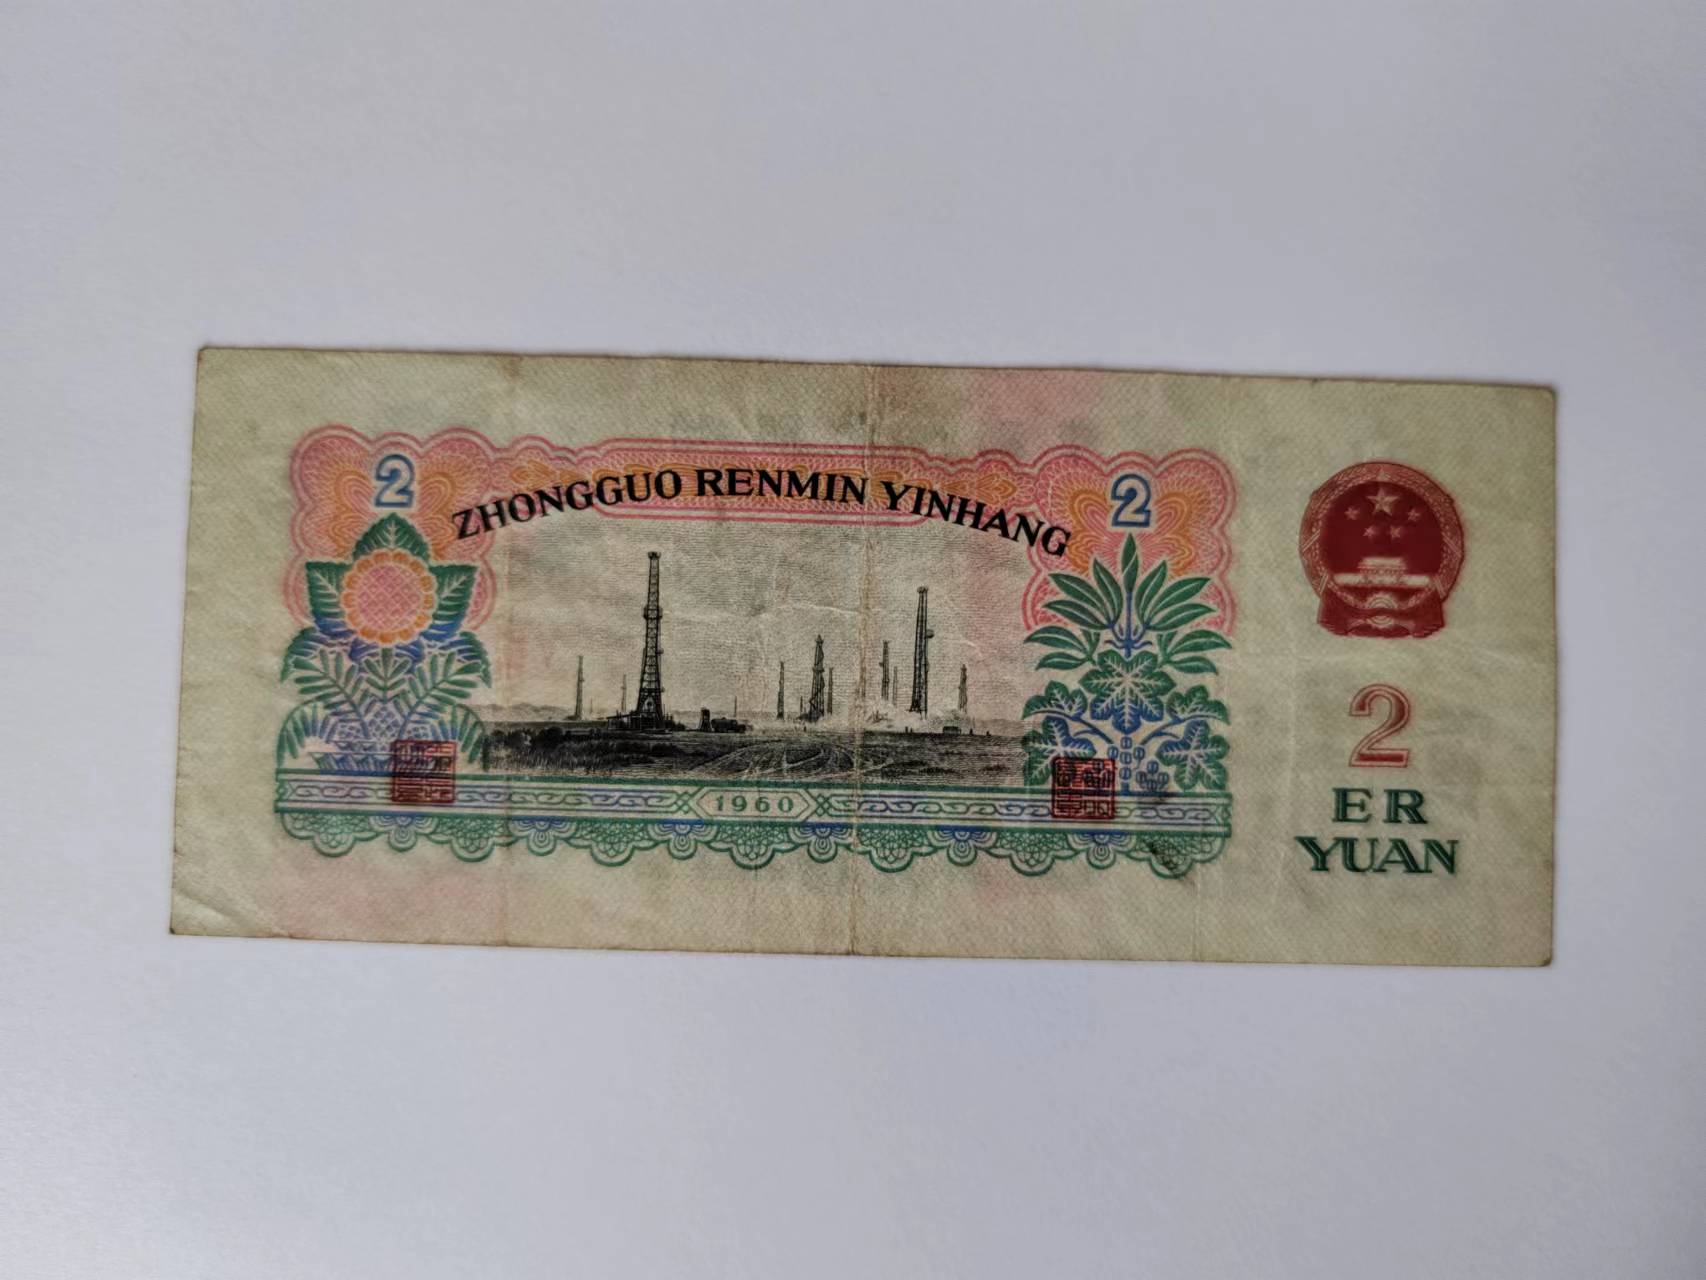 2
2
ZHONGGUO RENMIN YINHANG
1960
2
ER
YUAN